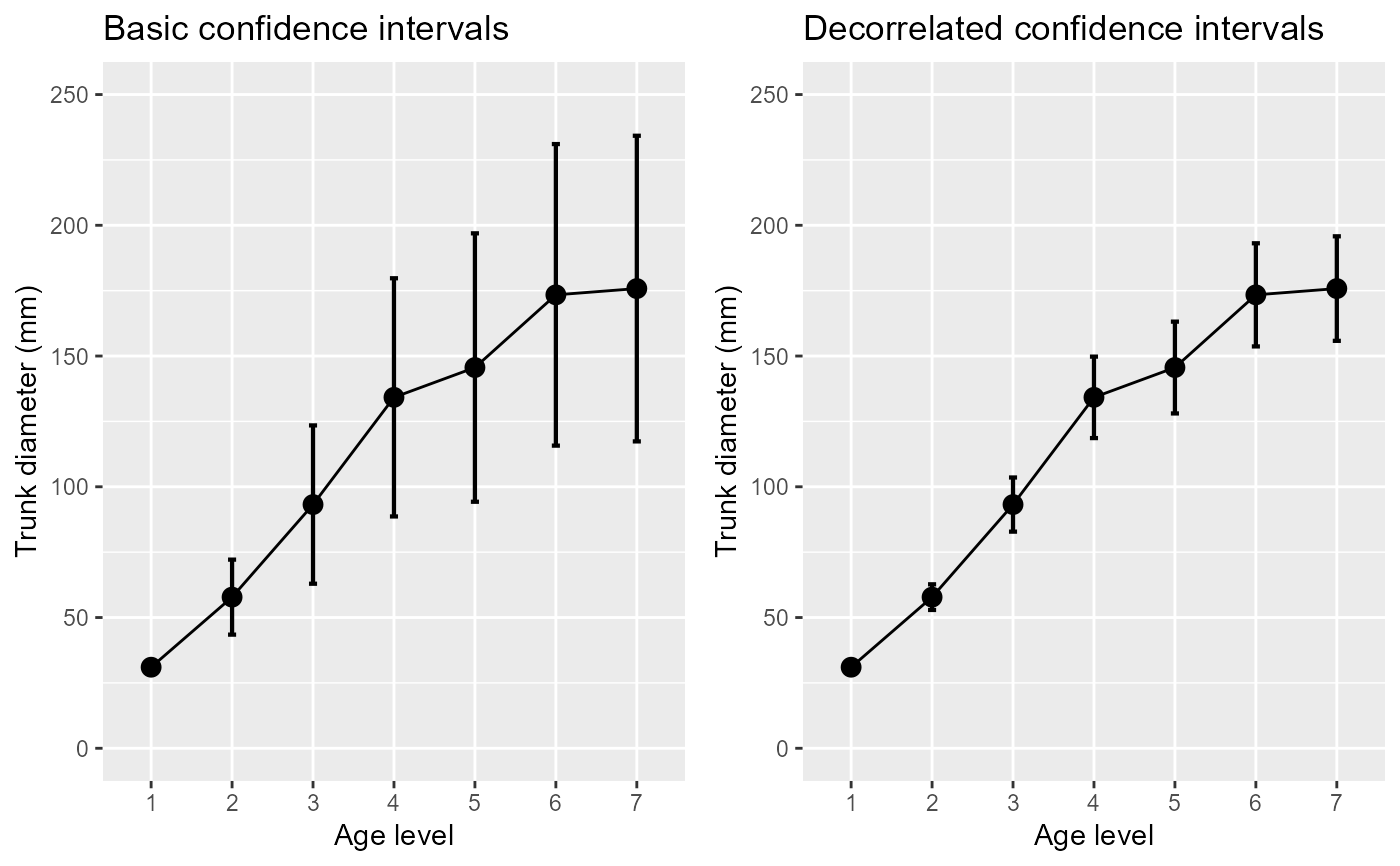 Basic confidence intervals
Trunk diameter (mm)
250
200
150
100
50
0
1 2 3 4 5 6 7
Age level
Decorrelated confidence intervals
Trunk diameter (mm)
250
200
150
100
50
0
1 2 3 4 5 6 7
Age level